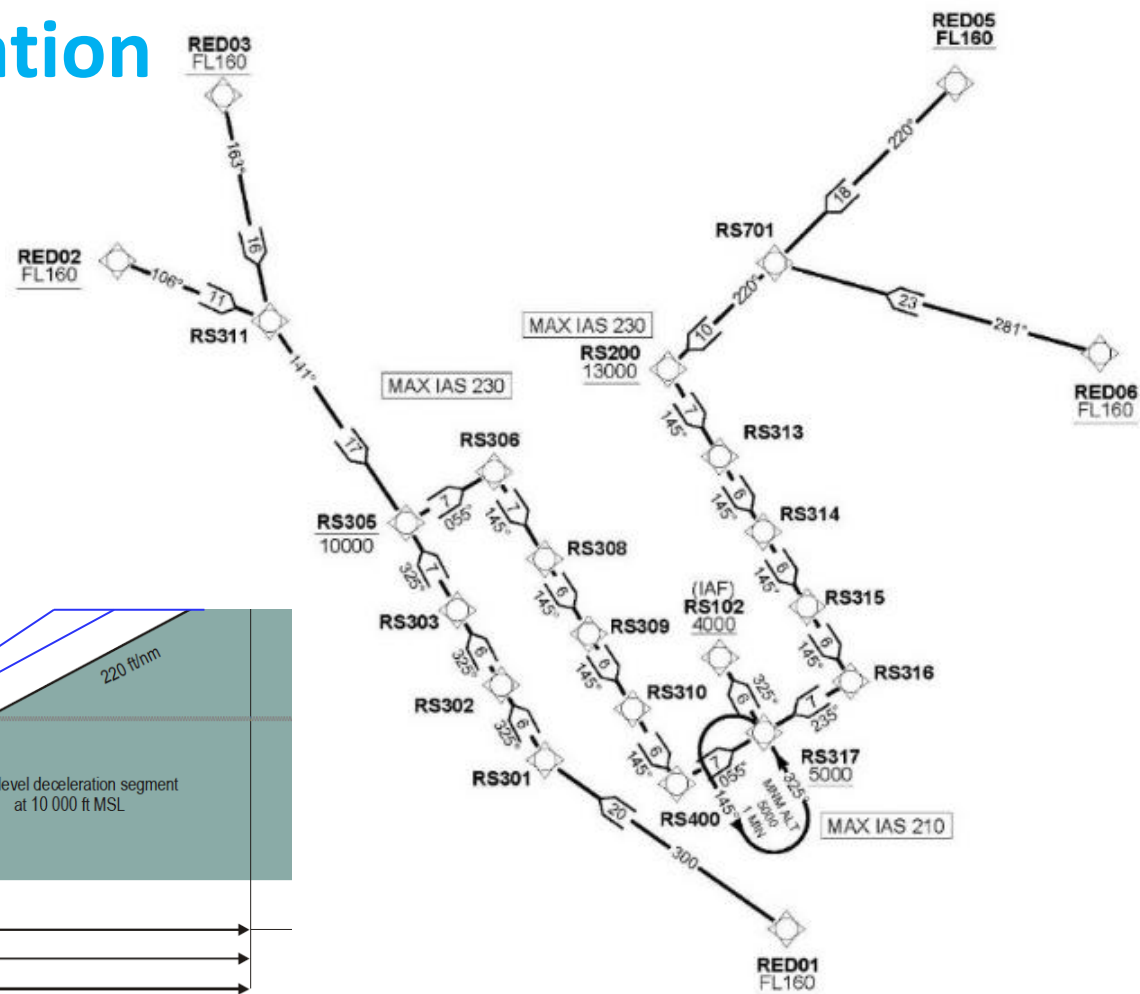 ation
RED03
FL160
163°
16
RED02
FL160
106°
11
RS311
141°
17
MAX IAS 230
RS306
RS305
10000
7
055°
7
145°
RS308
7
325°
RS303
6
145°
RS309
6
325°
RS302
6
145°
RS310
6
325°
RS301
6
145°
RS400
20
300
RED01
FL160
RED05
FL160
220°
18
RS701
220°
10
23
281°
RED06
FL160
MAX IAS 230
RS200
13000
7
145°
RS313
6
145°
RS314
6
145°
RS315
6
145°
RS316
(IAF)
RS102
4000
325°
6
7
235°
RS317
5000
7
055°
145°
325°
MNM ALT
5000
1 MIN
MAX IAS 210
220 ft/nm
level deceleration segment
at 10 000 ft MSL